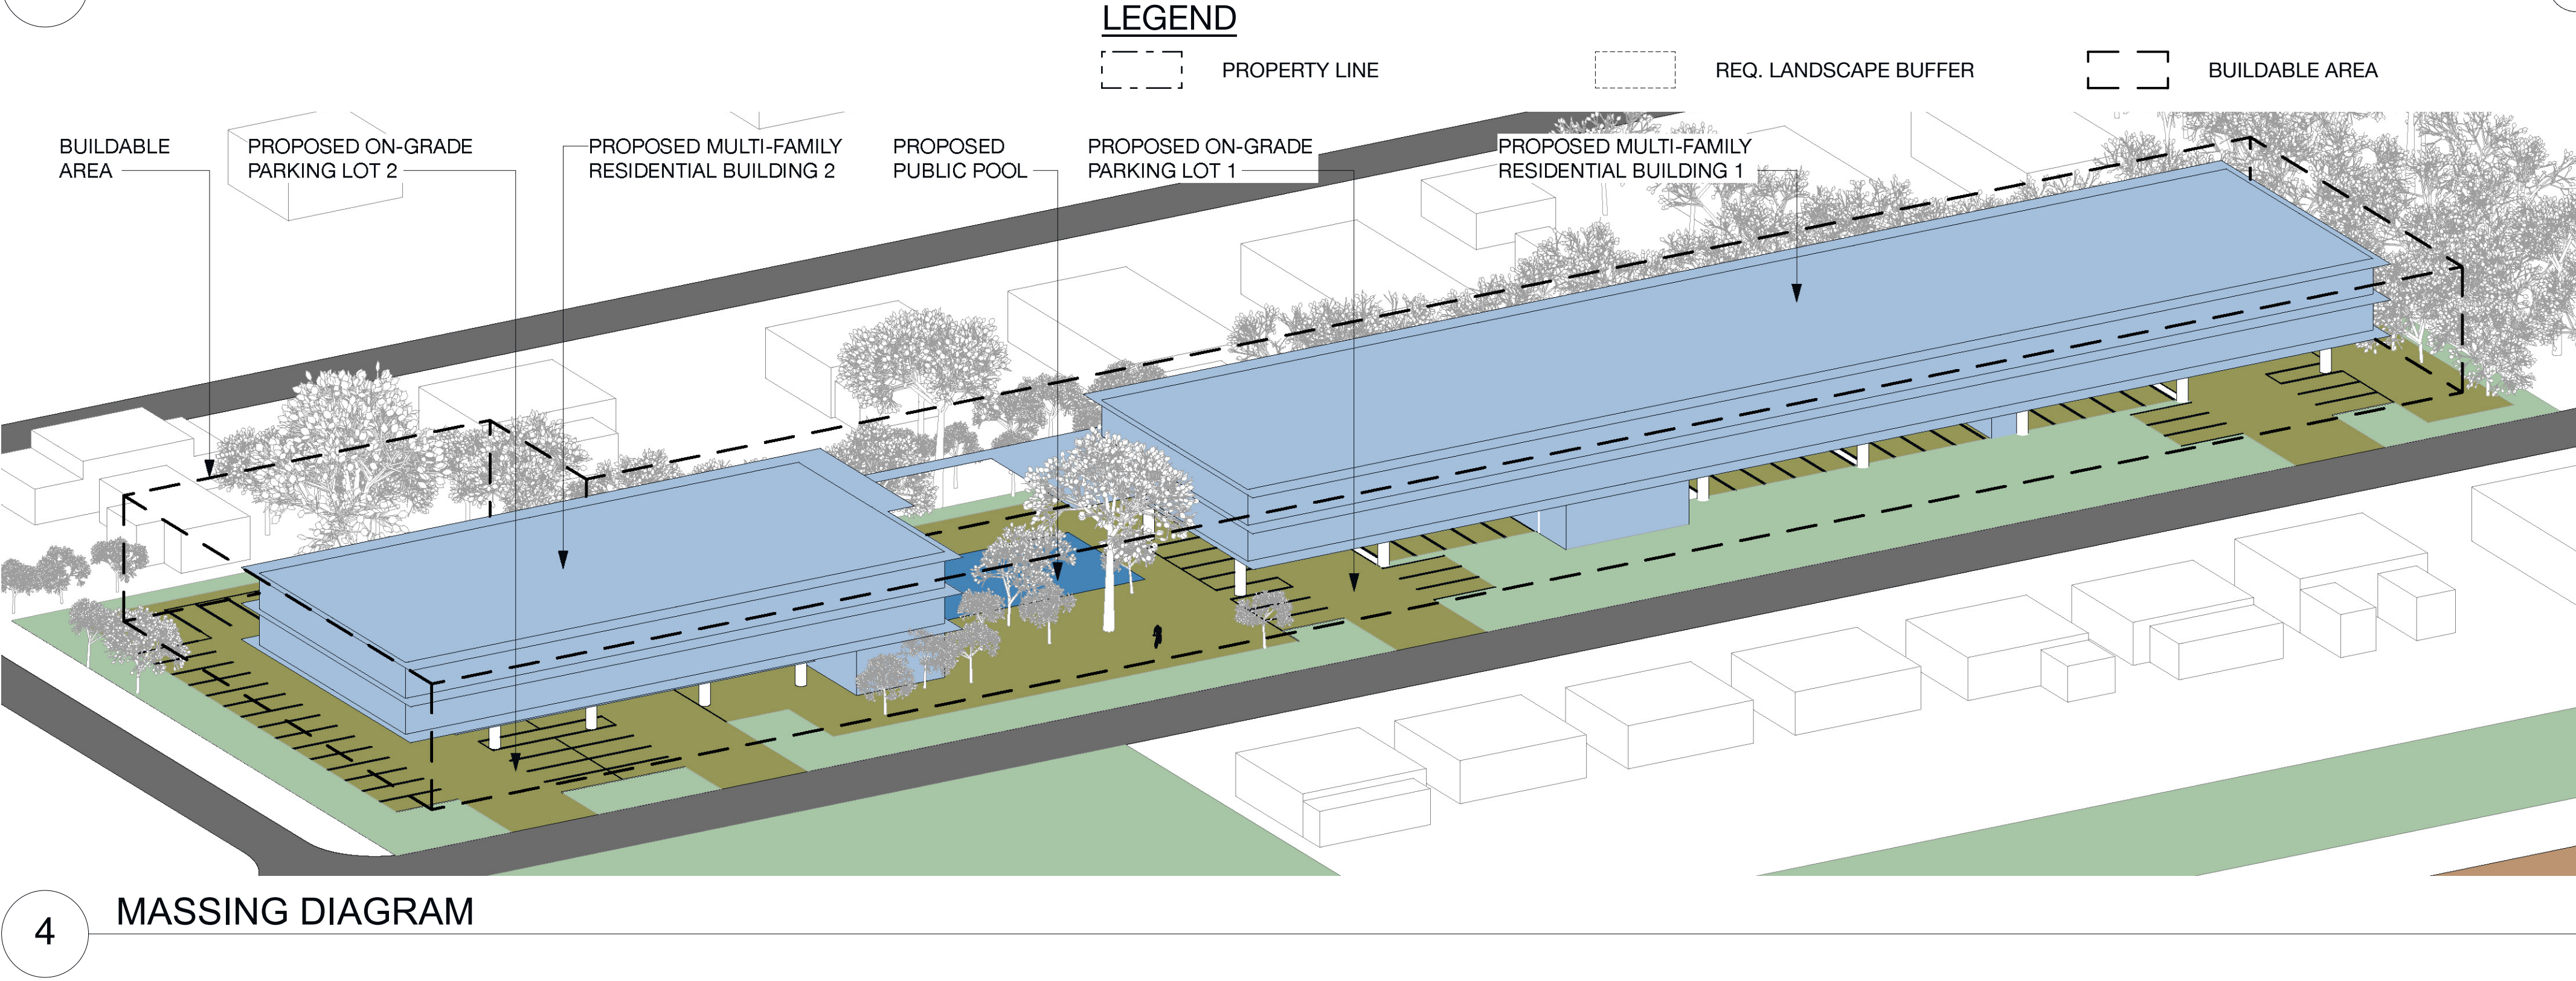 LEGEND
PROPERTY LINE
REQ. LANDSCAPE BUFFER
BUILDABLE AREA
BUILDABLE
AREA
PROPOSED ON-GRADE
PARKING LOT 2
PROPOSED MULTI-FAMILY
RESIDENTIAL BUILDING 2
PROPOSED
PUBLIC POOL
PROPOSED ON-GRADE
PARKING LOT 1
PROPOSED MULTI-FAMILY
RESIDENTIAL BUILDING 1
4
MASSING DIAGRAM